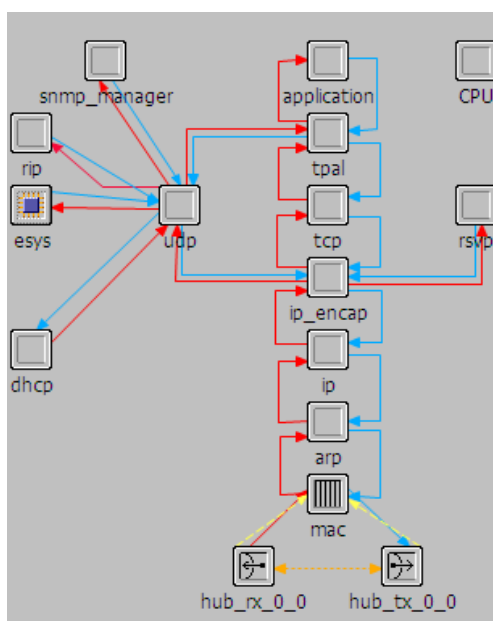 snmp_manager
application
CPU
rip
tpal
esys
udp
tcp
rsvp
ip_encap
dhcp
ip
arp
mac
hub_rx_0_0
hub_tx_0_0